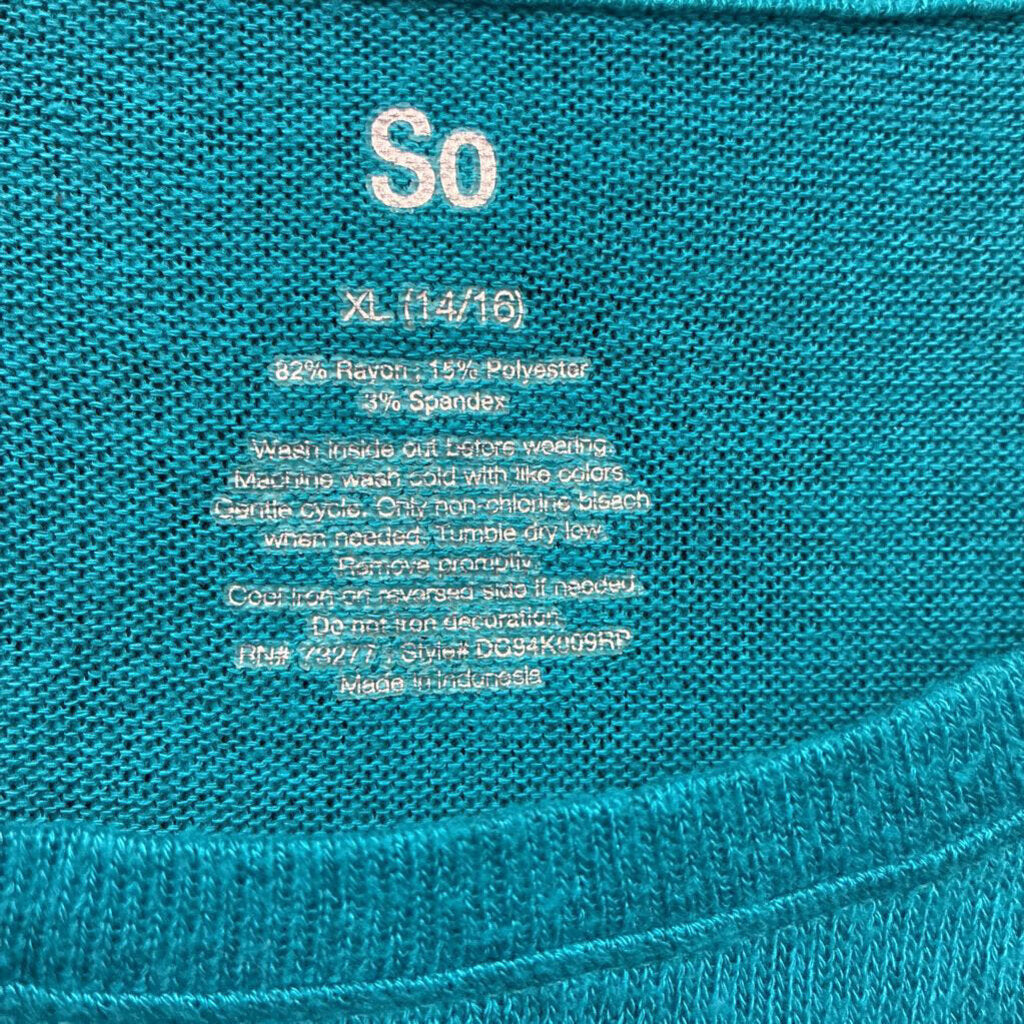 So
XL (14/16)
82% Rayon ; 15% Polyester
3% Spandex
Wash inside out before wearing.
Machine wash cold with like colors.
Gentle cycle. Only non-chlorine bleach
when needed. Tumble dry low.
Remove promptly.
Cool iron on reversed side if needed.
Do not iron decoration.
RN# 73277 ; Style#
Made in Indonesia